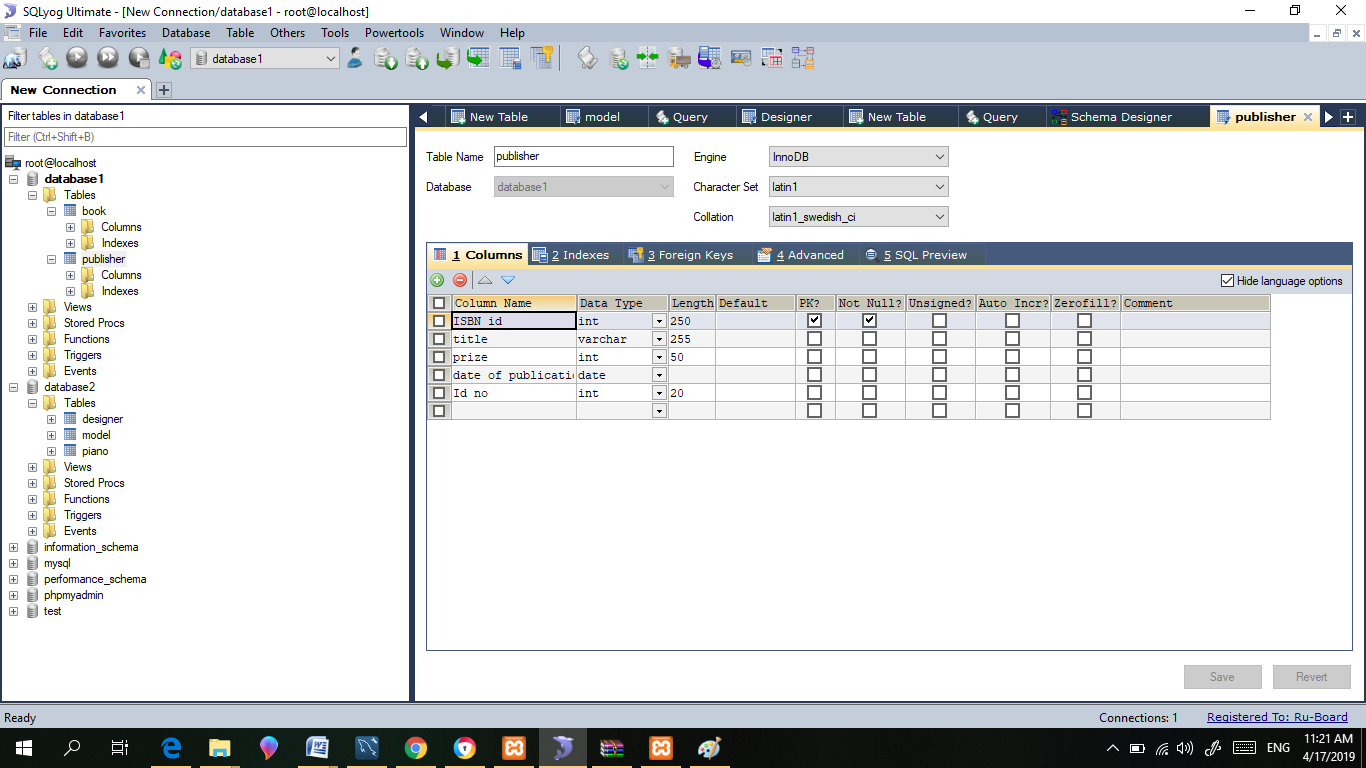 SQLyog Ultimate - [New Connection/database1 - root@localhost]
File Edit Favorites Database Table Others Tools Powertools Window Help
database1
New Connection
Filter tables in database1
Filter (Ctrl+Shift+B)
root@localhost
database1
Tables
book
Columns
Indexes
publisher
Columns
Indexes
Views
Stored Procs
Functions
Triggers
Events
database2
Tables
designer
model
piano
Views
Stored Procs
Functions
Triggers
Events
information_schema
mysql
performance_schema
phpmyadmin
test
New Table model Query Designer New Table Query Schema Designer publisher
Table Name publisher Engine InnoDB
Database database1 Character Set latin1
Collation latin1_swedish_ci
1 Columns 2 Indexes 3 Foreign Keys 4 Advanced 5 SQL Preview
Hide language options
Column Name Data Type Length Default PK? Not Null? Unsigned? Auto Incr? Zerofill? Comment
ISBN id int 250
title varchar 255
prize int 50
date of publicati date
Id no int 20
Save Revert
Ready Connections: 1 Registered To: Ru-Board
ENG 11:21 AM
4/17/2019